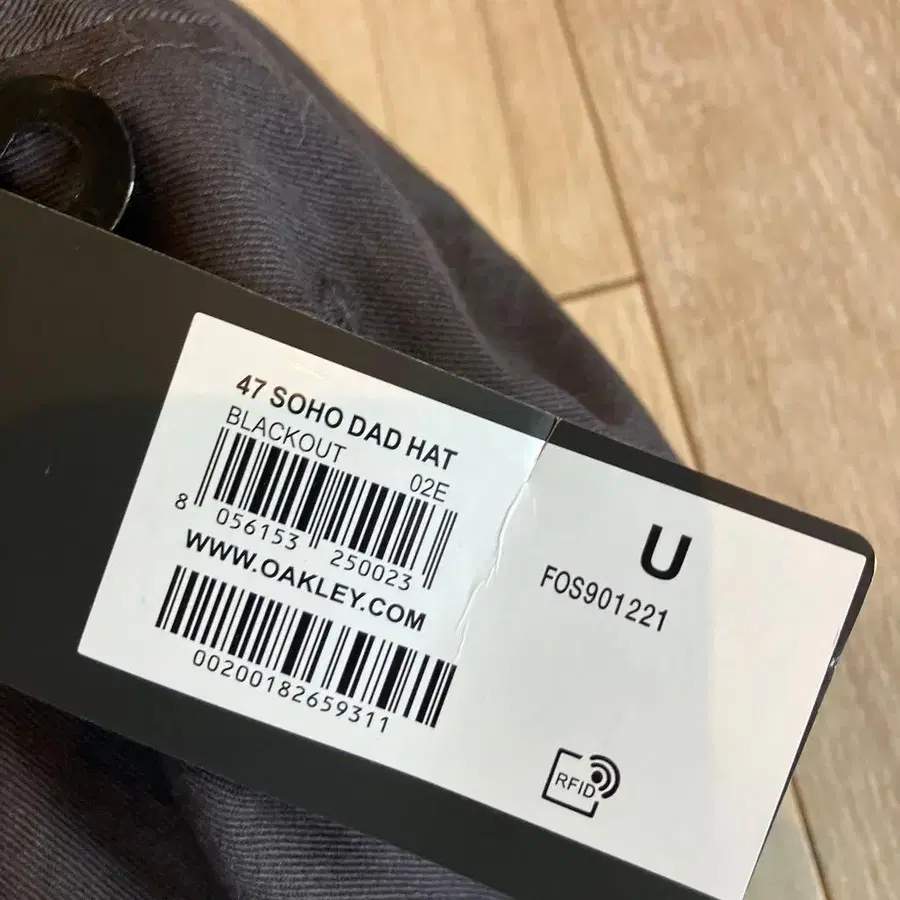 47 SOHO DAD HAT
BLACKOUT 02E
8 056153 250023
WWW.OAKLEY.COM
00200182659311
U
FOS901221
RFID